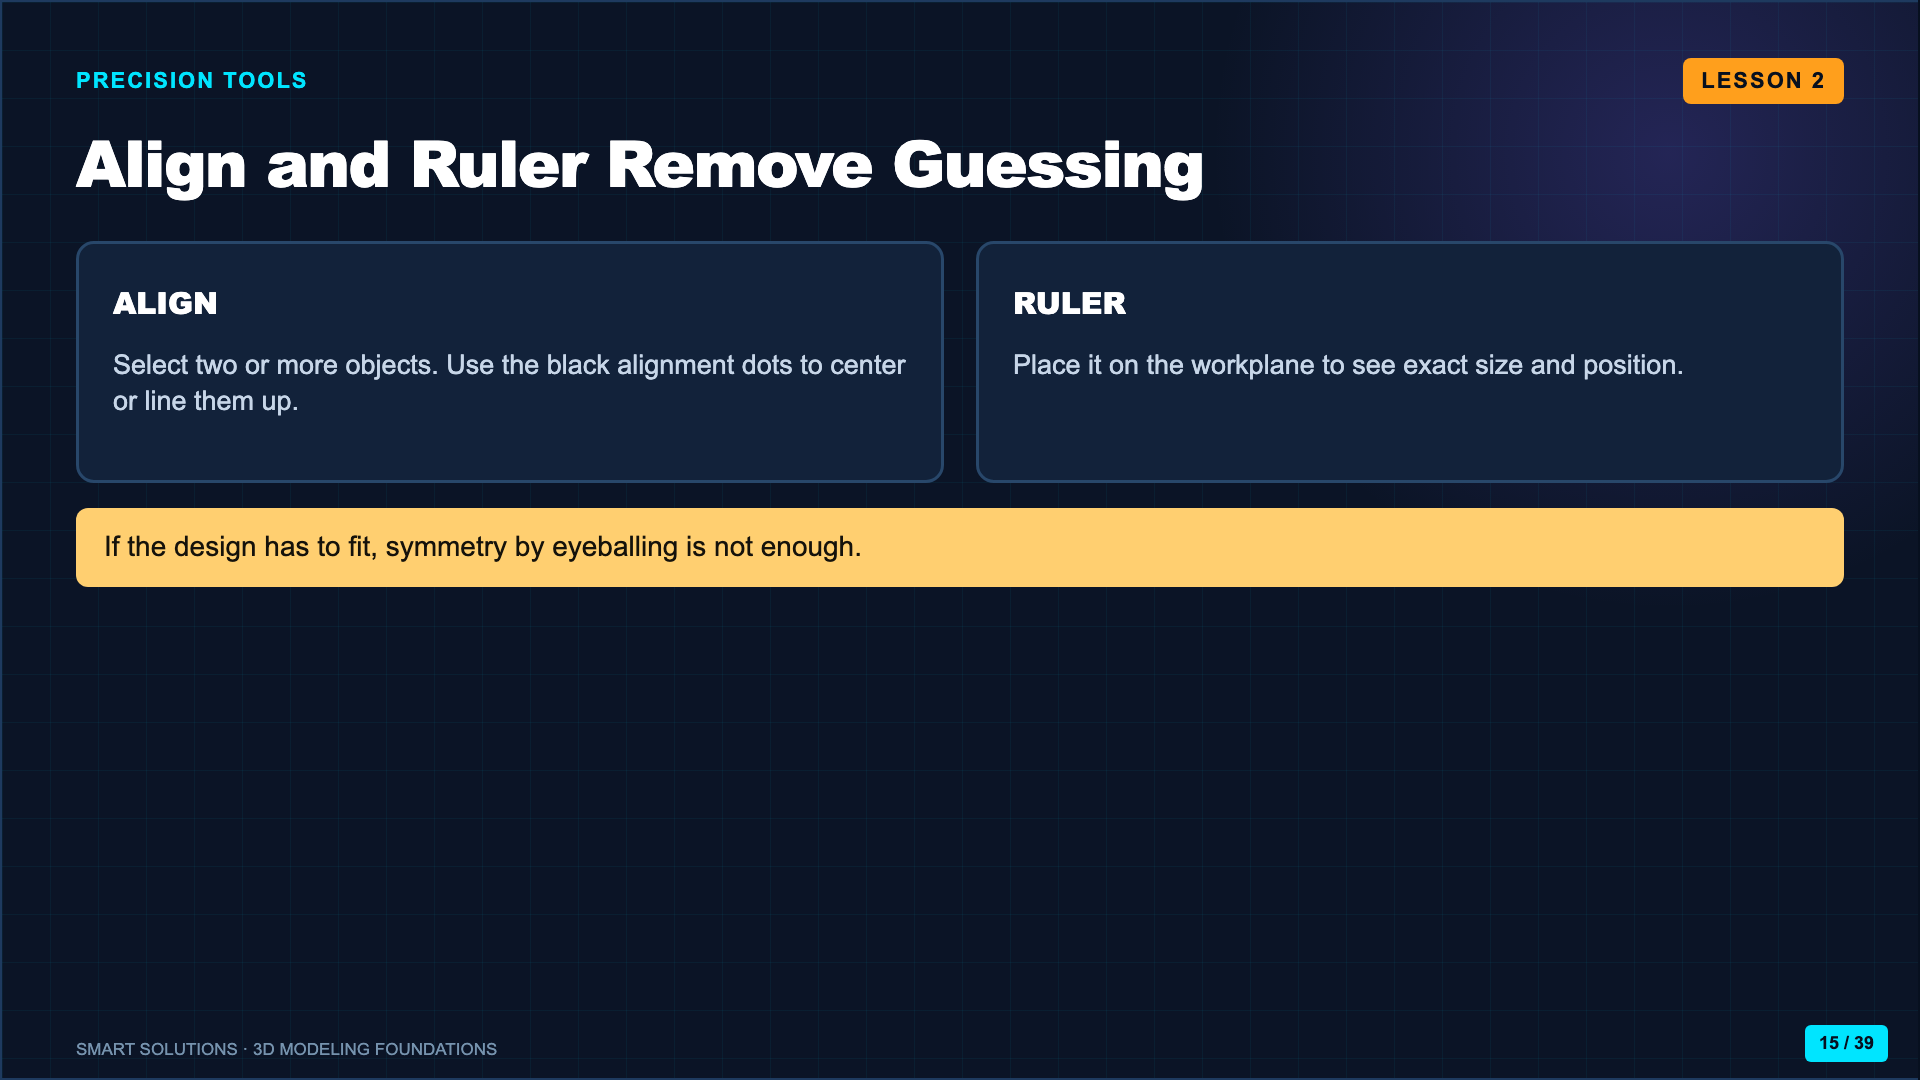 PRECISION TOOLS
LESSON 2
Align and Ruler Remove Guessing
ALIGN
Select two or more objects. Use the black alignment dots to center
or line them up.
RULER
Place it on the workplane to see exact size and position.
If the design has to fit, symmetry by eyeballing is not enough.
SMART SOLUTIONS · 3D MODELING FOUNDATIONS
15 / 39